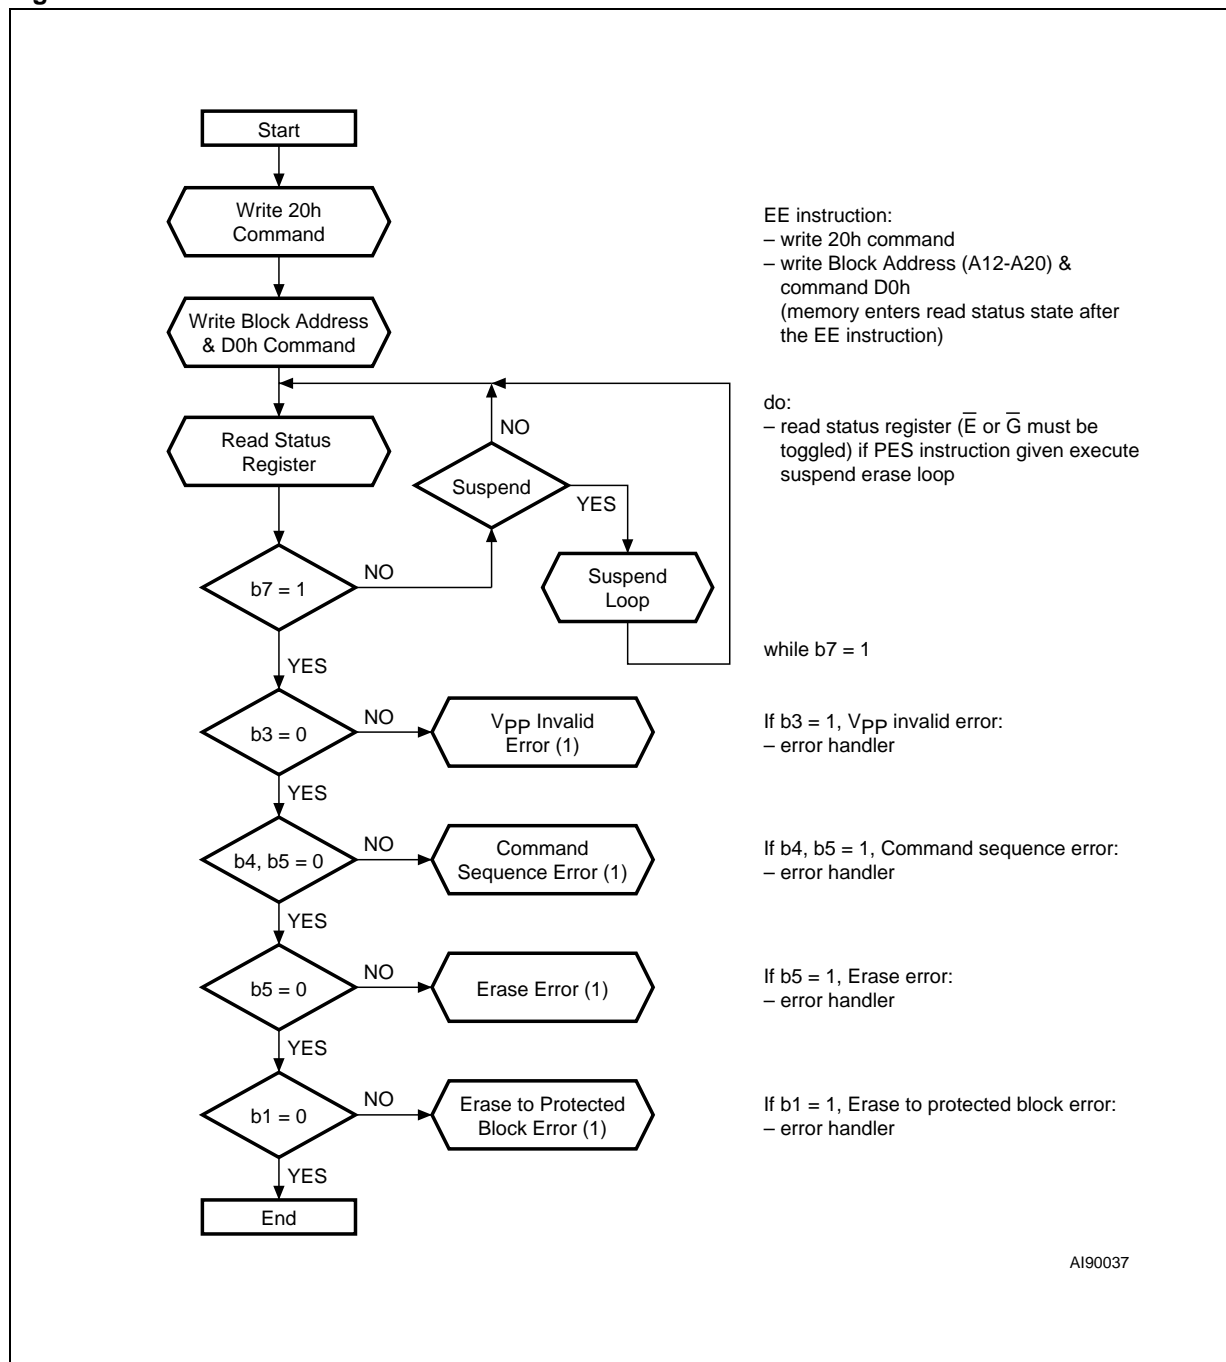 Start
Write 20h
Command
Write Block Address
& D0h Command
Read Status
Register
NO
Suspend
YES
Suspend
Loop
b7 = 1
NO
YES
b3 = 0
NO
VPP Invalid
Error (1)
YES
b4, b5 = 0
NO
Command
Sequence Error (1)
YES
b5 = 0
NO
Erase Error (1)
YES
b1 = 0
NO
Erase to Protected
Block Error (1)
YES
End
EE instruction:
– write 20h command
– write Block Address (A12-A20) &
command D0h
(memory enters read status state after
the EE instruction)
do:
– read status register (E̅ or G̅ must be
toggled) if PES instruction given execute
suspend erase loop
while b7 = 1
If b3 = 1, VPP invalid error:
– error handler
If b4, b5 = 1, Command sequence error:
– error handler
If b5 = 1, Erase error:
– error handler
If b1 = 1, Erase to protected block error:
– error handler
AI90037